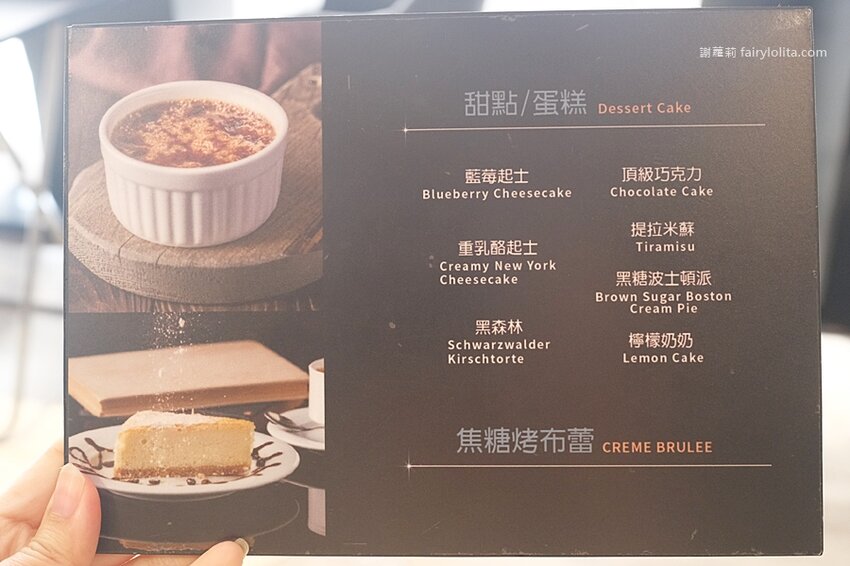 謝蘿莉 fairylolita.com
甜點/蛋糕 Dessert Cake
藍莓起士
Blueberry Cheesecake
重乳酪起士
Creamy New York
Cheesecake
黑森林
Schwarzwalder
Kirschtorte
頂級巧克力
Chocolate Cake
提拉米蘇
Tiramisu
黑糖波士頓派
Brown Sugar Boston
Cream Pie
檸檬奶奶
Lemon Cake
焦糖烤布蕾 CREME BRULEE